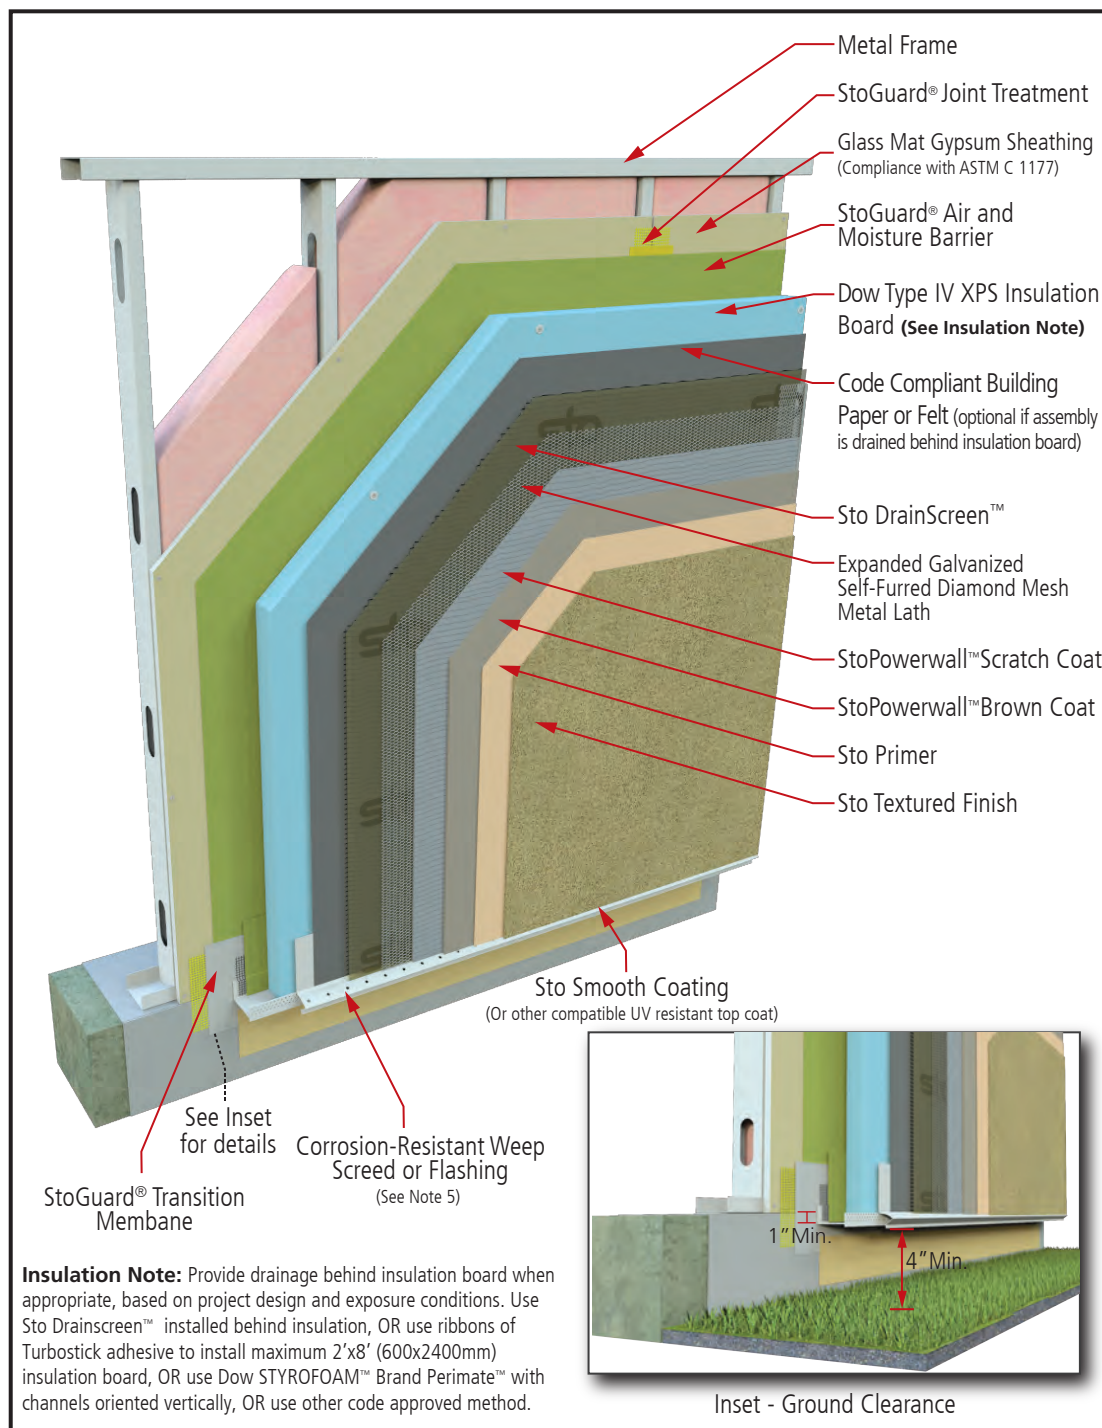 Metal Frame
StoGuard® Joint Treatment
Glass Mat Gypsum Sheathing
(Compliance with ASTM C 1177)
StoGuard® Air and
Moisture Barrier
Dow Type IV XPS Insulation
Board (See Insulation Note)
Code Compliant Building
Paper or Felt (optional if assembly
is drained behind insulation board)
Sto DrainScreen™
Expanded Galvanized
Self-Furred Diamond Mesh
Metal Lath
StoPowerwall™ Scratch Coat
StoPowerwall™ Brown Coat
Sto Primer
Sto Textured Finish
Sto Smooth Coating
(Or other compatible UV resistant top coat)
See Inset
for details
Corrosion-Resistant Weep
Screed or Flashing
(See Note 5)
StoGuard® Transition
Membane
1” Min.
4” Min.
Insulation Note: Provide drainage behind insulation board when
appropriate, based on project design and exposure conditions. Use
Sto Drainscreen™ installed behind insulation, OR use ribbons of
Turbostick adhesive to install maximum 2’x8’ (600x2400mm)
insulation board, OR use Dow STYROFOAM™ Brand Perimate™ with
channels oriented vertically, OR use other code approved method.
Inset - Ground Clearance